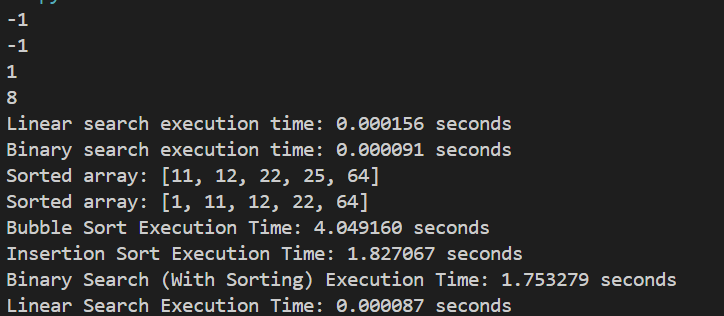 -1
-1
1
8
Linear search execution time: 0.000156 seconds
Binary search execution time: 0.000091 seconds
Sorted array: [11, 12, 22, 25, 64]
Sorted array: [1, 11, 12, 22, 64]
Bubble Sort Execution Time: 4.049160 seconds
Insertion Sort Execution Time: 1.827067 seconds
Binary Search (With Sorting) Execution Time: 1.753279 seconds
Linear Search Execution Time: 0.000087 seconds